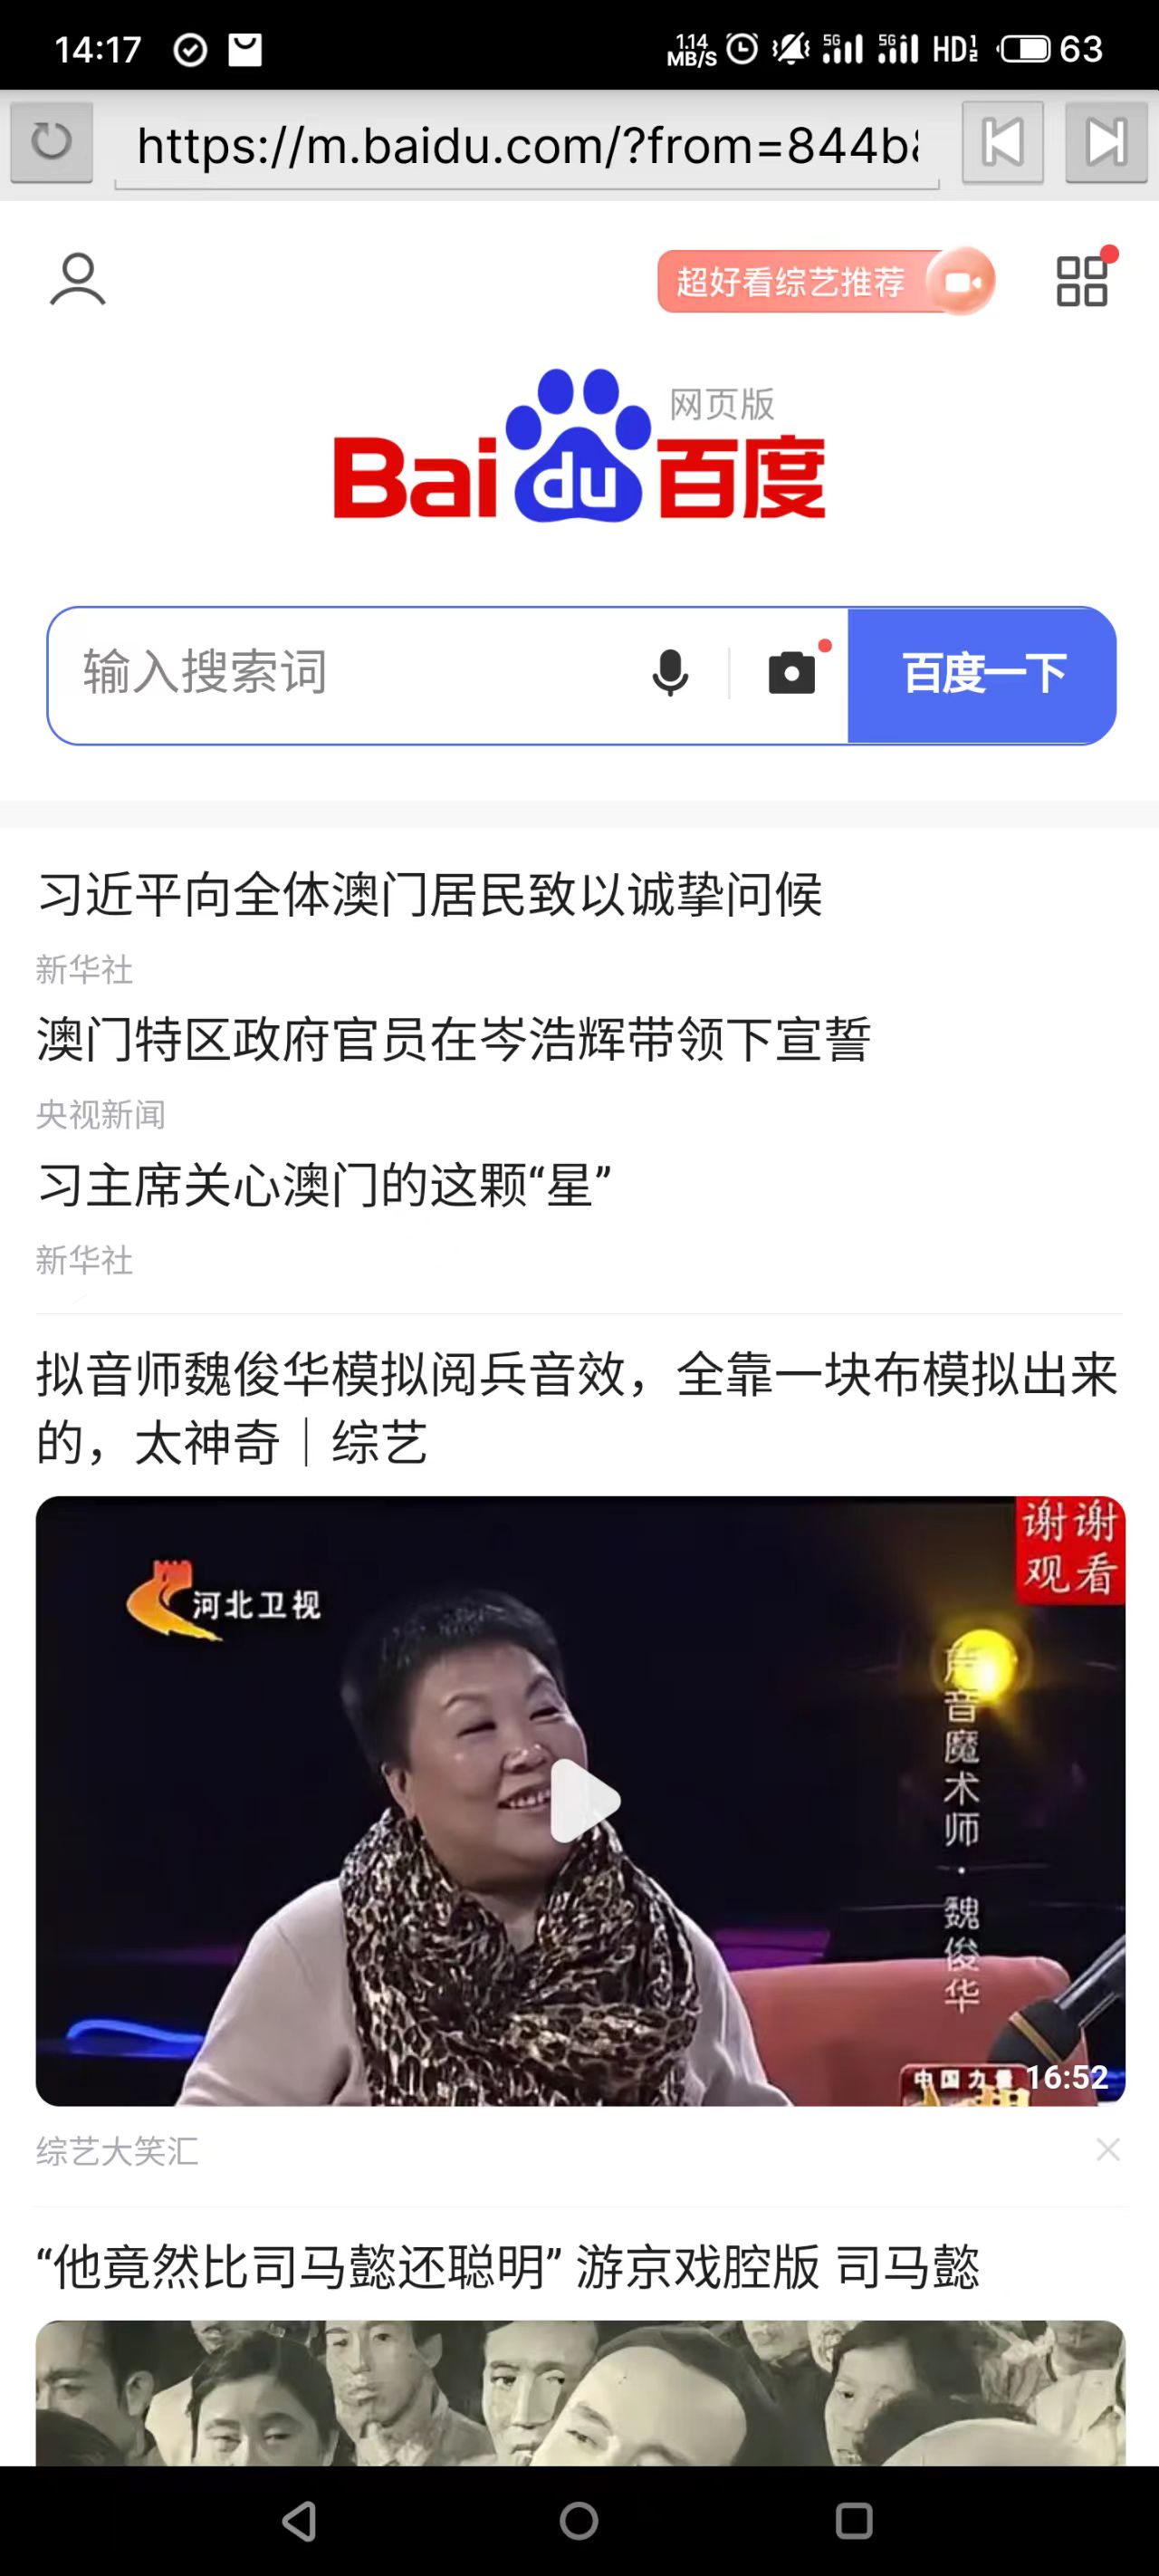 14:17
1.14 MB/S 5G 5G HD 63
https://m.baidu.com/?from=844b
超好看综艺推荐
网页版
Bai du 百度
输入搜索词
百度一下
习近平向全体澳门居民致以诚挚问候
新华社
澳门特区政府官员在岑浩辉带领下宣誓
央视新闻
习主席关心澳门的这颗“星”
新华社
拟音师魏俊华模拟阅兵音效，全靠一块布模拟出来
的，太神奇｜综艺
谢谢
观看
河北卫视
声音魔术师·魏俊华
中国力量
16:52
综艺大笑汇
“他竟然比司马懿还聪明” 游京戏腔版 司马懿